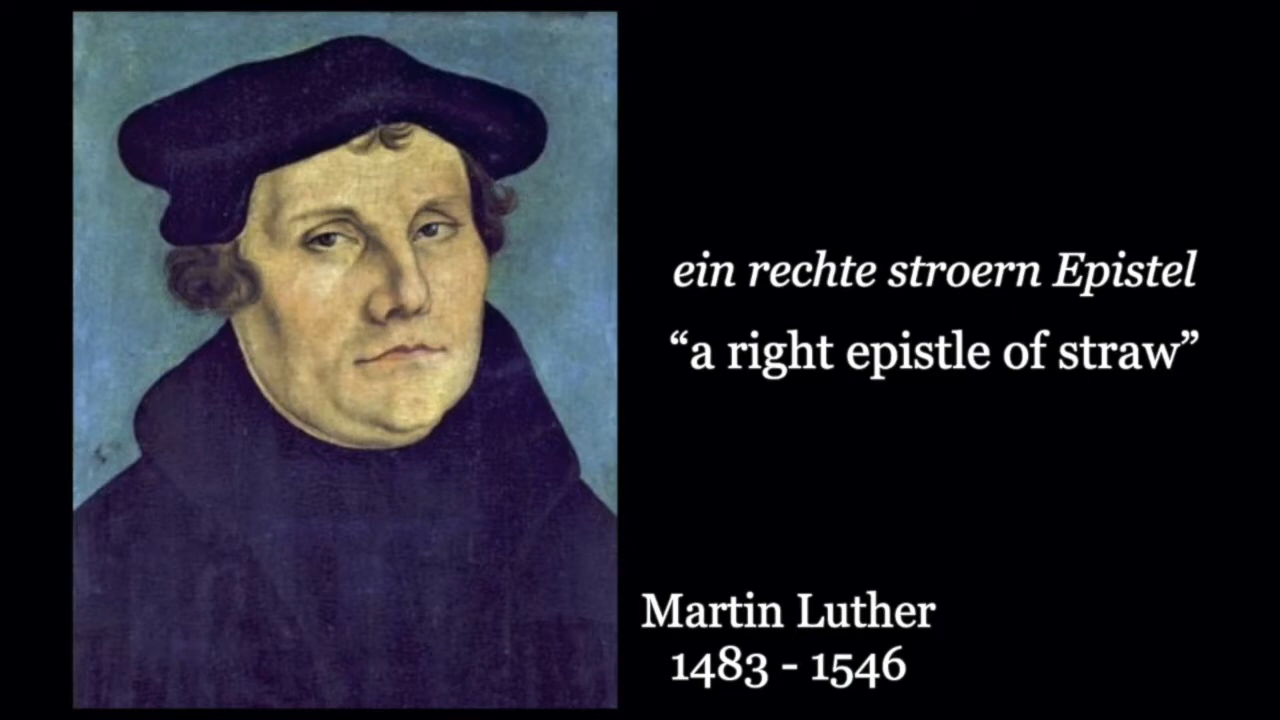 ein rechte stroern Epistel
“a right epistle of straw”
Martin Luther
1483 - 1546